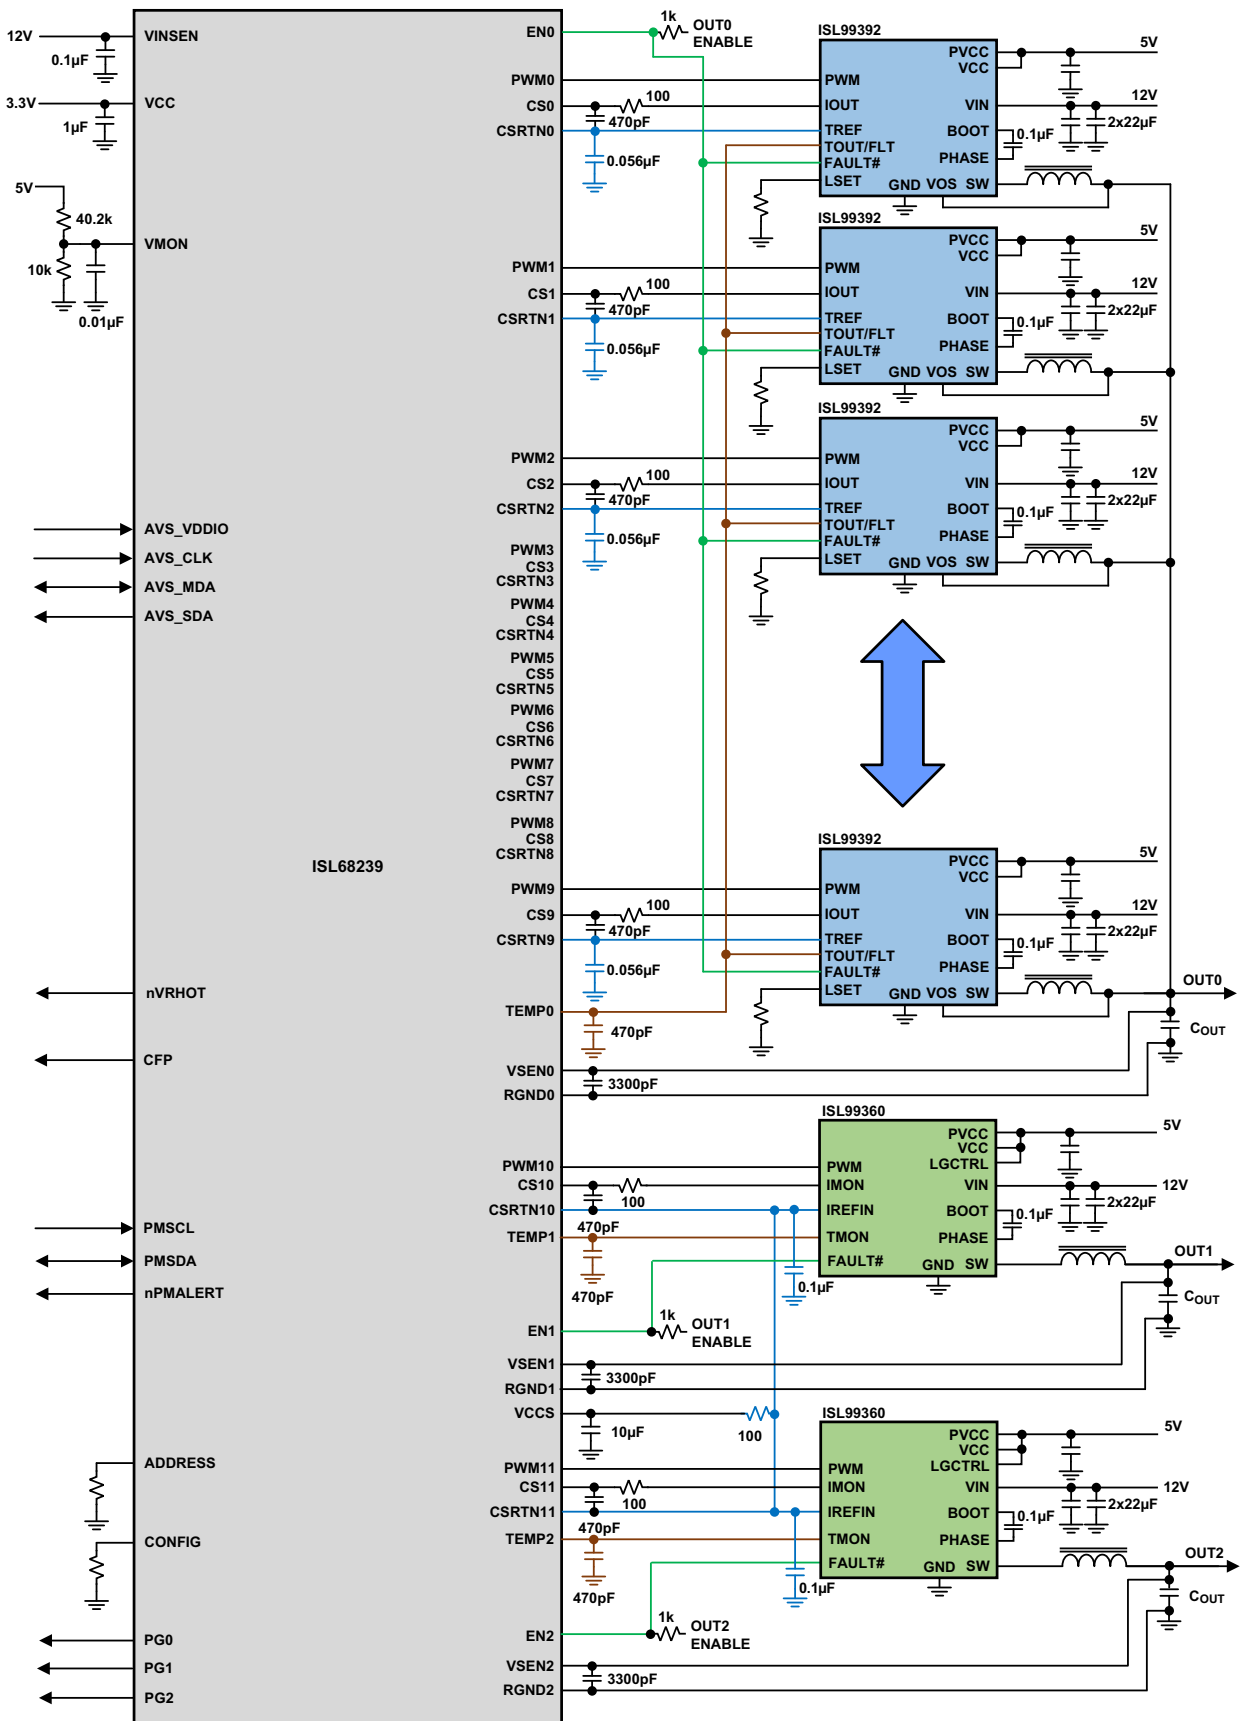 12V
VINSEN
0.1µF
3.3V
VCC
1µF
5V
40.2k
VMON
10k
0.01µF
AVS_VDDIO
AVS_CLK
AVS_MDA
AVS_SDA
ISL68239
nVRHOT
CFP
PMSCL
PMSDA
nPMALERT
ADDRESS
CONFIG
PG0
PG1
PG2
EN0
1k
OUT0
ENABLE
PWM0
CS0
100
470pF
CSRTN0
0.056µF
ISL99392
PVCC
VCC
5V
PWM
IOUT
VIN
12V
2x22µF
TREF
BOOT
0.1µF
TOUT/FLT
PHASE
FAULT#
LSET
GND VOS SW
PWM1
CS1
100
470pF
CSRTN1
0.056µF
ISL99392
PVCC
VCC
5V
PWM
IOUT
VIN
12V
2x22µF
TREF
BOOT
0.1µF
TOUT/FLT
PHASE
FAULT#
LSET
GND VOS SW
PWM2
CS2
100
470pF
CSRTN2
0.056µF
ISL99392
PVCC
VCC
5V
PWM
IOUT
VIN
12V
2x22µF
TREF
BOOT
0.1µF
TOUT/FLT
PHASE
FAULT#
LSET
GND VOS SW
PWM3
CS3
CSRTN3
PWM4
CS4
CSRTN4
PWM5
CS5
CSRTN5
PWM6
CS6
CSRTN6
PWM7
CS7
CSRTN7
PWM8
CS8
CSRTN8
PWM9
CS9
100
470pF
CSRTN9
0.056µF
ISL99392
PVCC
VCC
5V
PWM
IOUT
VIN
12V
2x22µF
TREF
BOOT
0.1µF
TOUT/FLT
PHASE
FAULT#
LSET
GND VOS SW
OUT0
COUT
TEMP0
470pF
VSEN0
3300pF
RGND0
ISL99360
PVCC
VCC
LGCTRL
5V
PWM10
PWM
CS10
100
IMON
VIN
12V
2x22µF
CSRTN10
470pF
IREFIN
BOOT
0.1µF
TEMP1
470pF
TMON
PHASE
FAULT#
0.1µF
GND SW
OUT1
COUT
EN1
1k
OUT1
ENABLE
VSEN1
3300pF
RGND1
VCCS
10µF
100
ISL99360
PVCC
VCC
LGCTRL
5V
PWM11
PWM
CS11
100
IMON
VIN
12V
2x22µF
CSRTN11
470pF
IREFIN
BOOT
0.1µF
TEMP2
470pF
TMON
PHASE
FAULT#
0.1µF
GND SW
OUT2
COUT
EN2
1k
OUT2
ENABLE
VSEN2
3300pF
RGND2